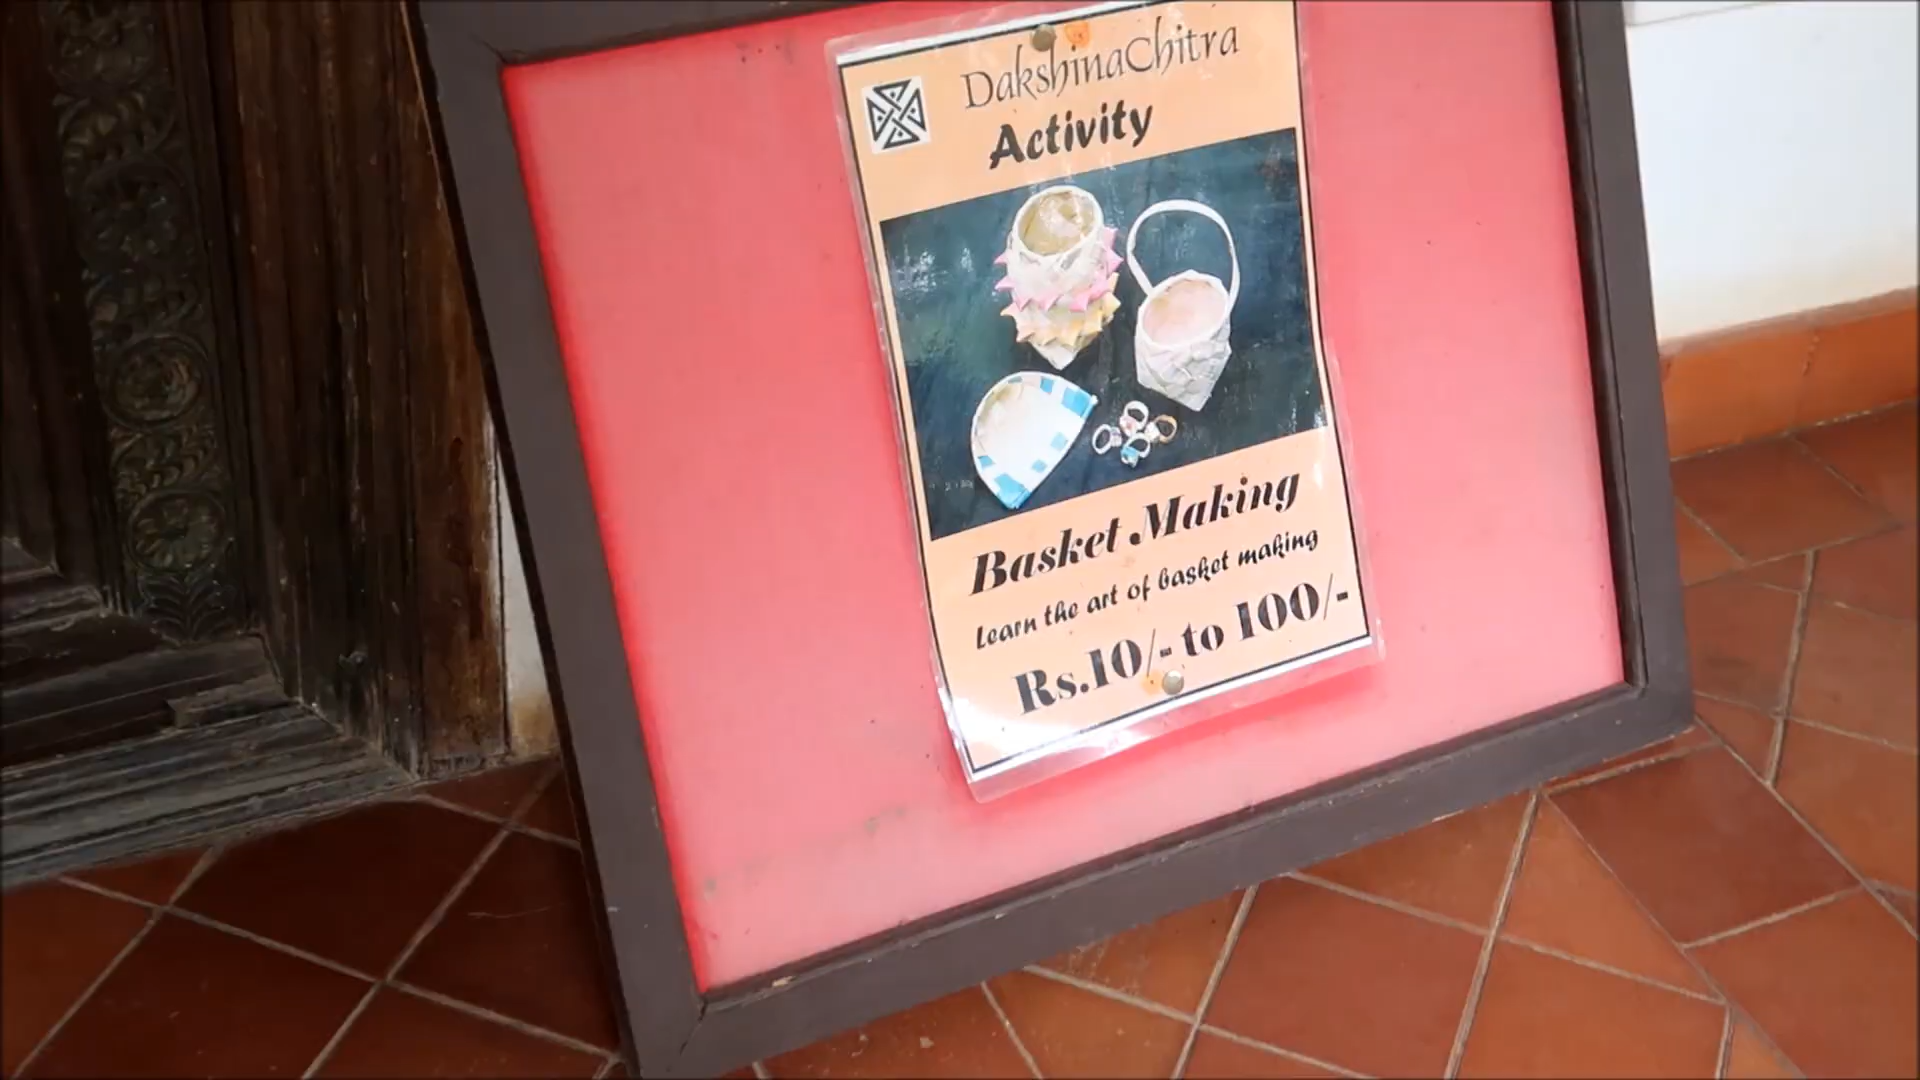 DakshinaChitra
Activity
Basket Making
Learn the art of basket making
Rs.10/- to 100/-